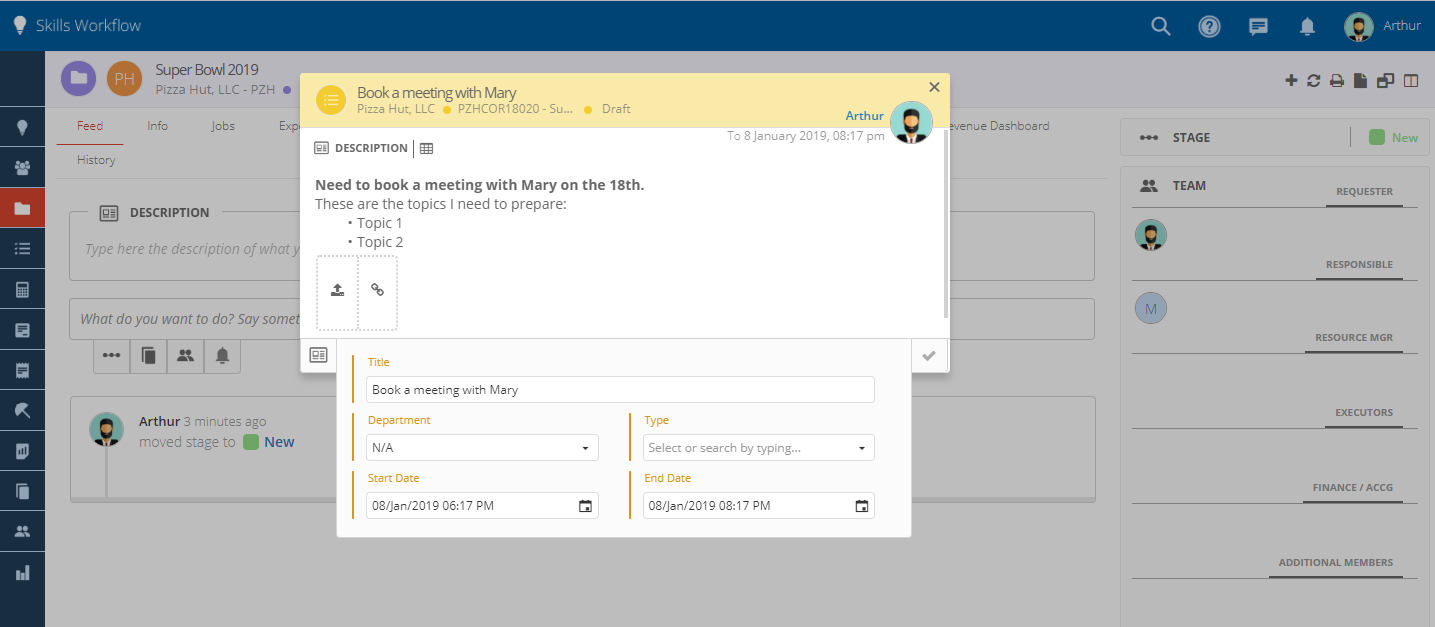 Skills Workflow
Arthur
PH
Super Bowl 2019
Pizza Hut, LLC - PZH
Feed
Info
Jobs
Exp
evenue Dashboard
History
DESCRIPTION
Type here the description of what y
What do you want to do? Say somet
Arthur 3 minutes ago
moved stage to New
Book a meeting with Mary
Pizza Hut, LLC PZHCOR18020 - Su... Draft
Arthur
To 8 January 2019, 08:17 pm
DESCRIPTION
Need to book a meeting with Mary on the 18th.
These are the topics I need to prepare:
• Topic 1
• Topic 2
Title
Book a meeting with Mary
Department
N/A
Type
Select or search by typing...
Start Date
08/Jan/2019 06:17 PM
End Date
08/Jan/2019 08:17 PM
STAGE
New
TEAM
REQUESTER
RESPONSIBLE
M
RESOURCE MGR
EXECUTORS
FINANCE / ACCG
ADDITIONAL MEMBERS